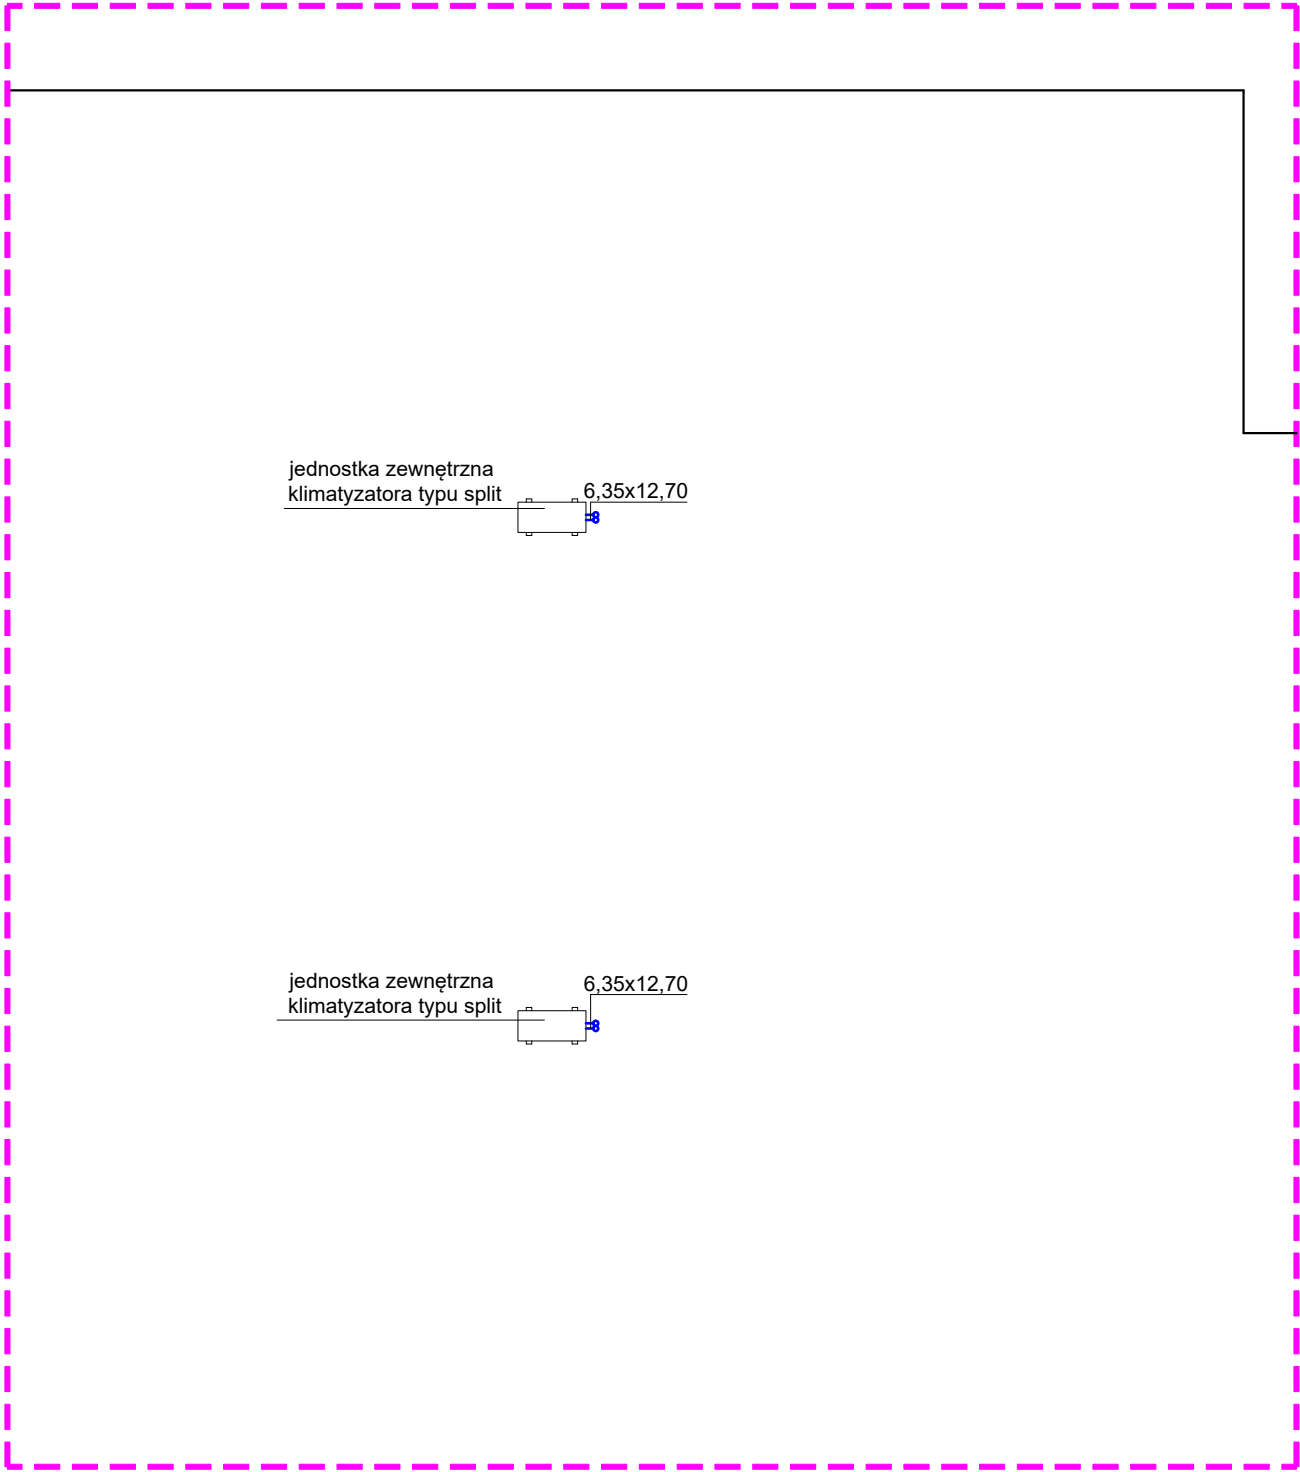 jednostka zewnętrzna
klimatyzatora typu split
6,35x12,70
jednostka zewnętrzna
klimatyzatora typu split
6,35x12,70